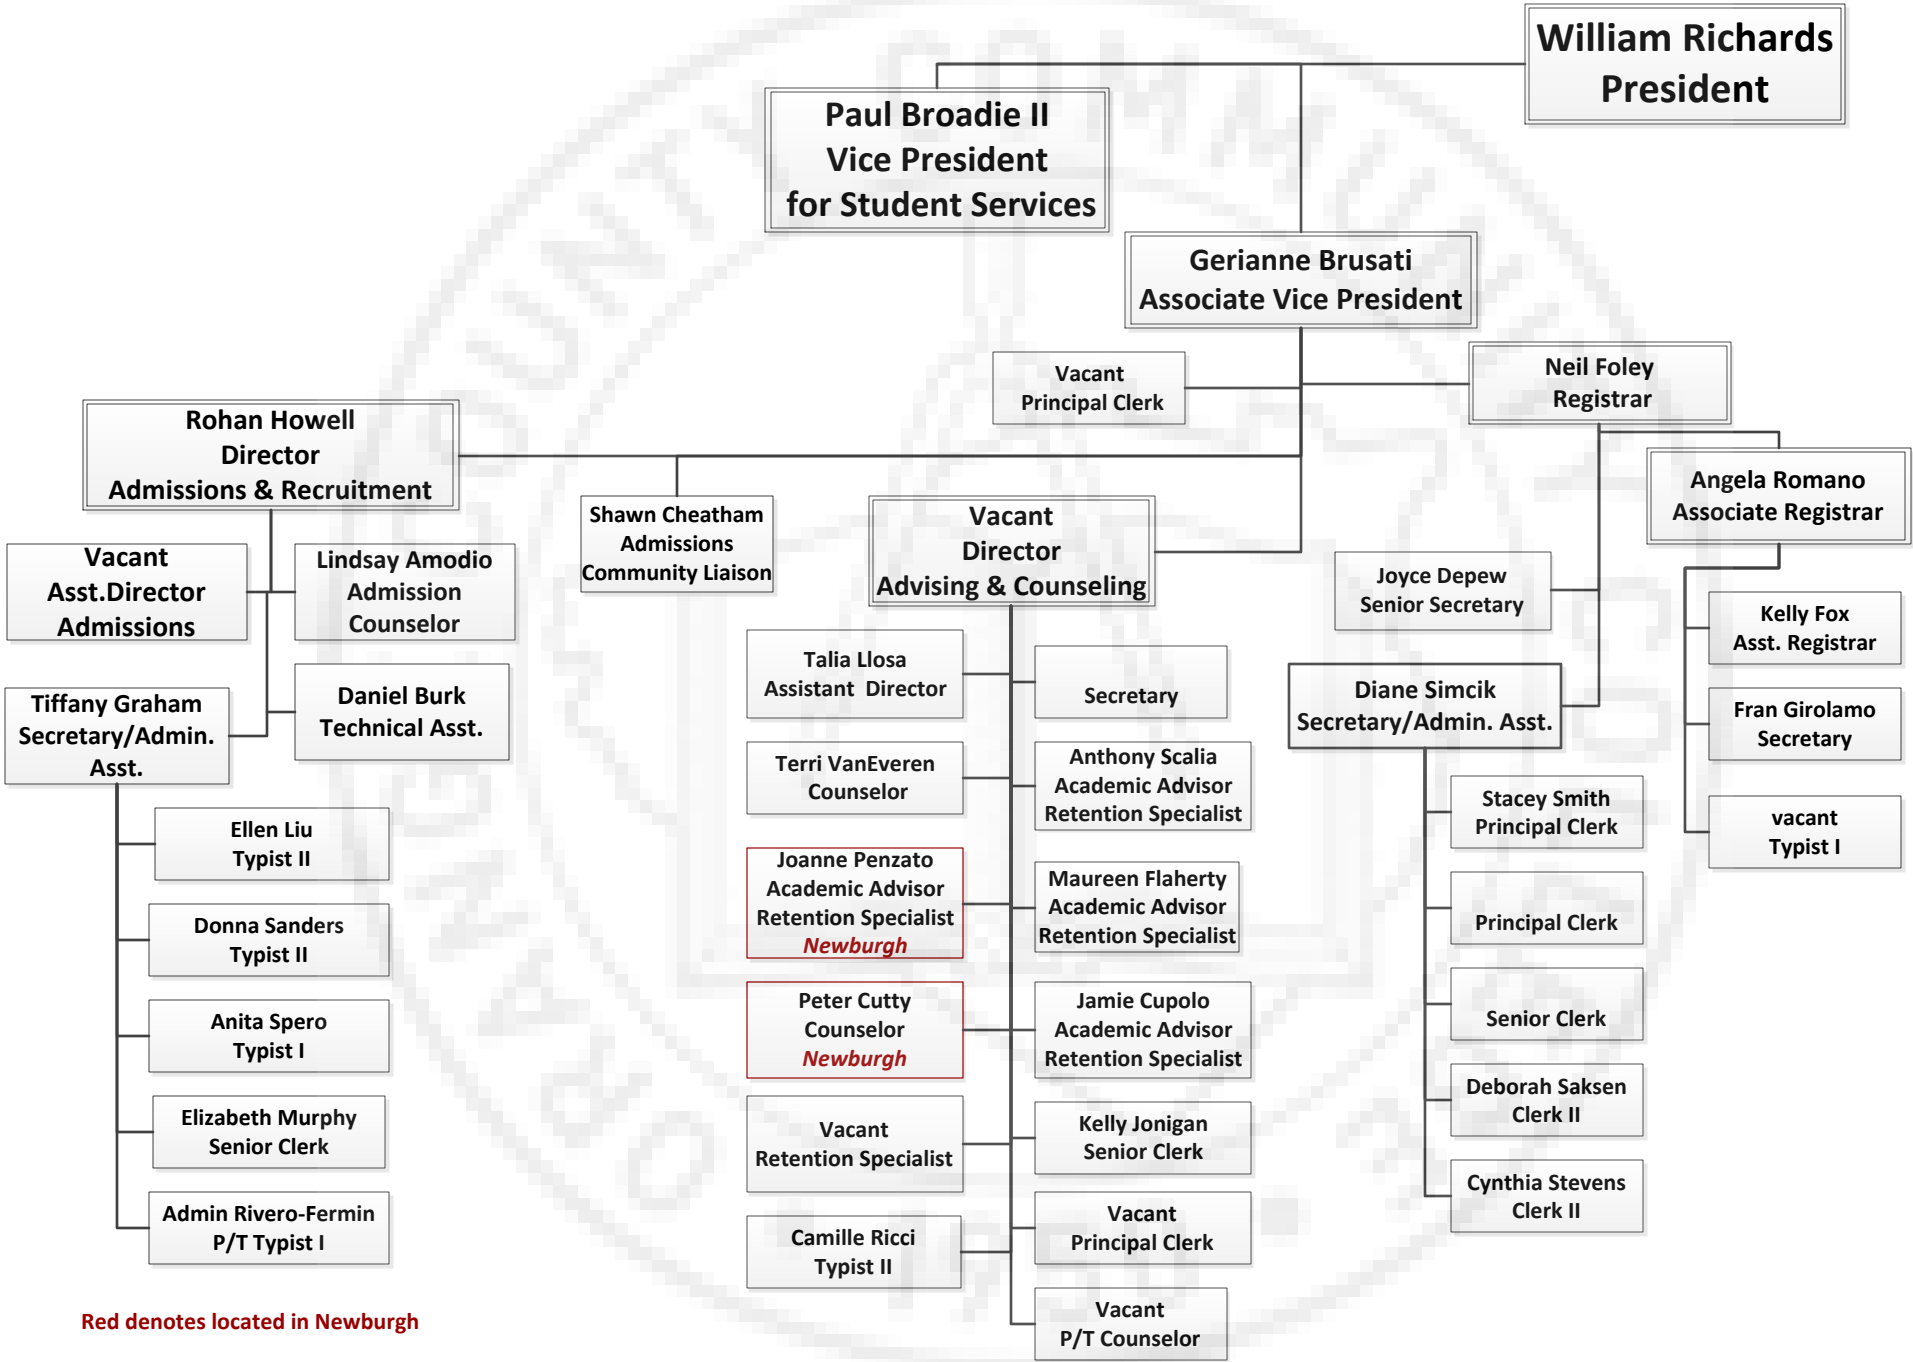 William Richards
President
Paul Broadie II
Vice President
for Student Services
Gerianne Brusati
Associate Vice President
Vacant
Principal Clerk
Neil Foley
Registrar
Rohan Howell
Director
Admissions & Recruitment
Angela Romano
Associate Registrar
Shawn Cheatham
Admissions
Community Liaison
Vacant
Director
Advising & Counseling
Vacant
Asst.Director
Admissions
Lindsay Amodio
Admission
Counselor
Joyce Depew
Senior Secretary
Kelly Fox
Asst. Registrar
Tiffany Graham
Secretary/Admin.
Asst.
Daniel Burk
Technical Asst.
Talia Llosa
Assistant  Director
Secretary
Diane Simcik
Secretary/Admin. Asst.
Fran Girolamo
Secretary
Terri VanEveren
Counselor
Anthony Scalia
Academic Advisor
Retention Specialist
Stacey Smith
Principal Clerk
vacant
Typist I
Ellen Liu
Typist II
Joanne Penzato
Academic Advisor
Retention Specialist
Newburgh
Maureen Flaherty
Academic Advisor
Retention Specialist
Principal Clerk
Donna Sanders
Typist II
Peter Cutty
Counselor
Newburgh
Jamie Cupolo
Academic Advisor
Retention Specialist
Senior Clerk
Anita Spero
Typist I
Deborah Saksen
Clerk II
Elizabeth Murphy
Senior Clerk
Vacant
Retention Specialist
Kelly Jonigan
Senior Clerk
Cynthia Stevens
Clerk II
Admin Rivero-Fermin
P/T Typist I
Camille Ricci
Typist II
Vacant
Principal Clerk
Vacant
P/T Counselor
Red denotes located in Newburgh
ORANGE COUNTY COMMUNITY COLLEGE
1950